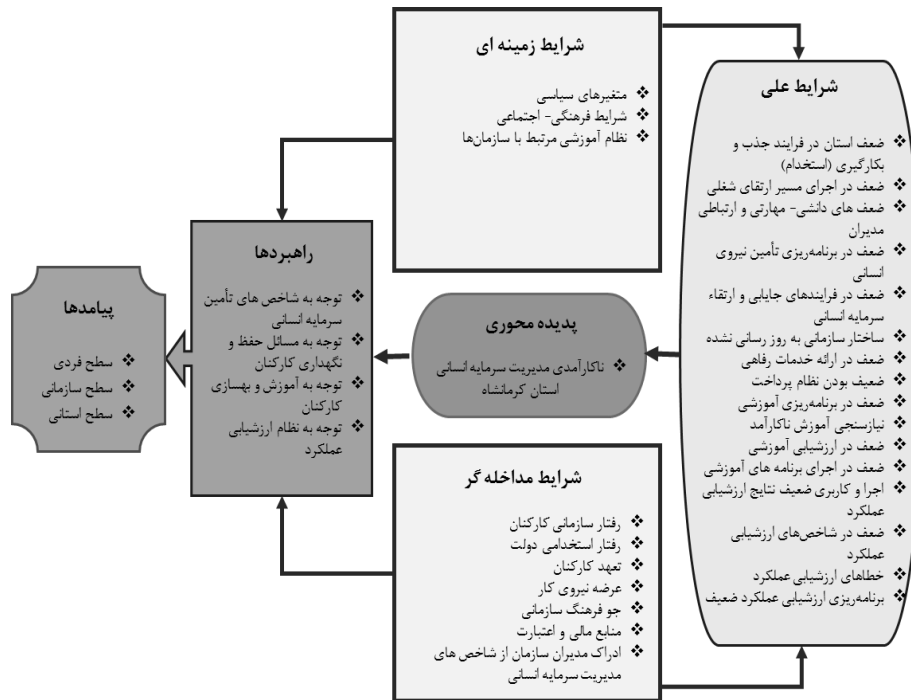 شرایط علی
❖ ضعف استان در فرایند جذب و
بکارگیری (استخدام)
❖ ضعف در اجرای مسیر ارتقای شغلی
❖ ضعف های دانشی- مهارتی و ارتباطی
مدیران
❖ ضعف در برنامه‌ریزی تأمین نیروی
انسانی
❖ ضعف در فرایندهای جایابی و ارتقاء
سرمایه انسانی
❖ ساختار سازمانی به روز رسانی نشده
❖ ضعف در ارائه خدمات رفاهی
❖ ضعیف بودن نظام پرداخت
❖ ضعف در برنامه‌ریزی آموزشی
❖ نیازسنجی آموزش ناکارآمد
❖ ضعف در ارزشیابی آموزشی
❖ ضعف در اجرای برنامه های آموزشی
❖ اجرا و کاربری ضعیف نتایج ارزشیابی
عملکرد
❖ ضعف در شاخص‌های ارزشیابی
عملکرد
❖ خطاهای ارزشیابی عملکرد
❖ برنامه‌ریزی ارزشیابی عملکرد ضعیف
شرایط زمینه ای
❖ متغیرهای سیاسی
❖ شرایط فرهنگی- اجتماعی
❖ نظام آموزشی مرتبط با سازمان‌ها
پدیده محوری
❖ ناکارآمدی مدیریت سرمایه انسانی
استان کرمانشاه
شرایط مداخله گر
❖ رفتار سازمانی کارکنان
❖ رفتار استخدامی دولت
❖ تعهد کارکنان
❖ عرضه نیروی کار
❖ جو فرهنگ سازمانی
❖ منابع مالی و اعتبارت
❖ ادراک مدیران سازمان از شاخص های
مدیریت سرمایه انسانی
راهبردها
❖ توجه به شاخص های تأمین
سرمایه انسانی
❖ توجه به مسائل حفظ و
نگهداری کارکنان
❖ توجه به آموزش و بهسازی
کارکنان
❖ توجه به نظام ارزشیابی
عملکرد
پیامدها
❖ سطح فردی
❖ سطح سازمانی
❖ سطح استانی